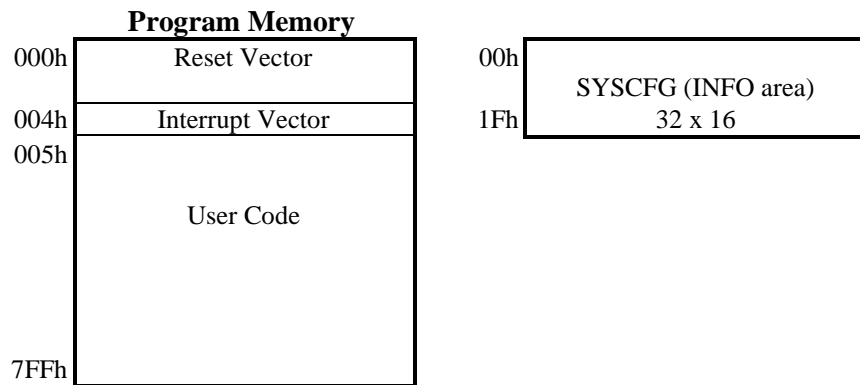 Program Memory
000h
Reset Vector
004h
Interrupt Vector
005h
User Code
7FFh
00h
SYSCFG (INFO area)
1Fh
32 x 16